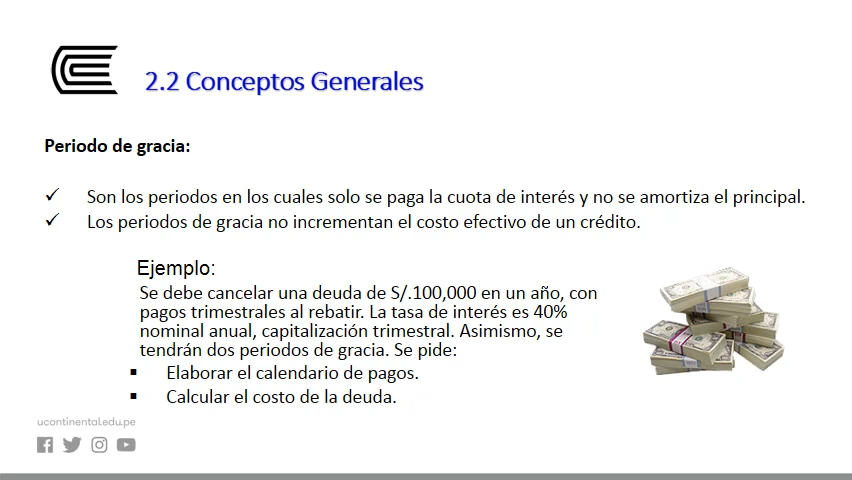 2.2 Conceptos Generales
Periodo de gracia:
✓ Son los periodos en los cuales solo se paga la cuota de interés y no se amortiza el principal.
✓ Los periodos de gracia no incrementan el costo efectivo de un crédito.
Ejemplo:
Se debe cancelar una deuda de S/.100,000 en un año, con
pagos trimestrales al rebatir. La tasa de interés es 40%
nominal anual, capitalización trimestral. Asimismo, se
tendrán dos periodos de gracia. Se pide:
▪ Elaborar el calendario de pagos.
▪ Calcular el costo de la deuda.
ucontinental.edu.pe